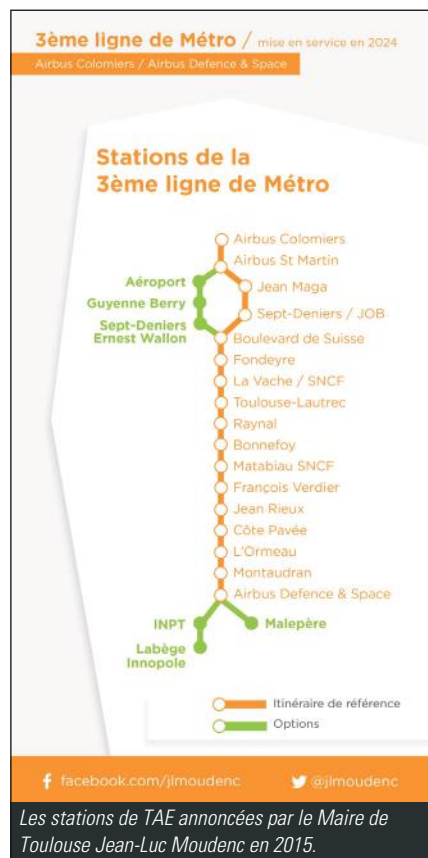 3ème ligne de Métro / mise en service en 2024
Airbus Colomiers / Airbus Defence & Space
Stations de la
3ème ligne de Métro
Airbus Colomiers
Airbus St Martin
Aéroport
Jean Maga
Guyenne Berry
Sept-Deniers / JOB
Sept-Deniers
Ernest Wallon
Boulevard de Suisse
Fondeyre
La Vache / SNCF
Toulouse-Lautrec
Raynal
Bonnefoy
Matabiau SNCF
François Verdier
Jean Rieux
Côte Pavée
L'Ormeau
Montaudran
Airbus Defence & Space
INPT
Malepère
Labège
Innopole
Itinéraire de référence
Options
facebook.com/jlmoudenc
@jlmoudenc
Les stations de TAE annoncées par le Maire de
Toulouse Jean-Luc Moudenc en 2015.